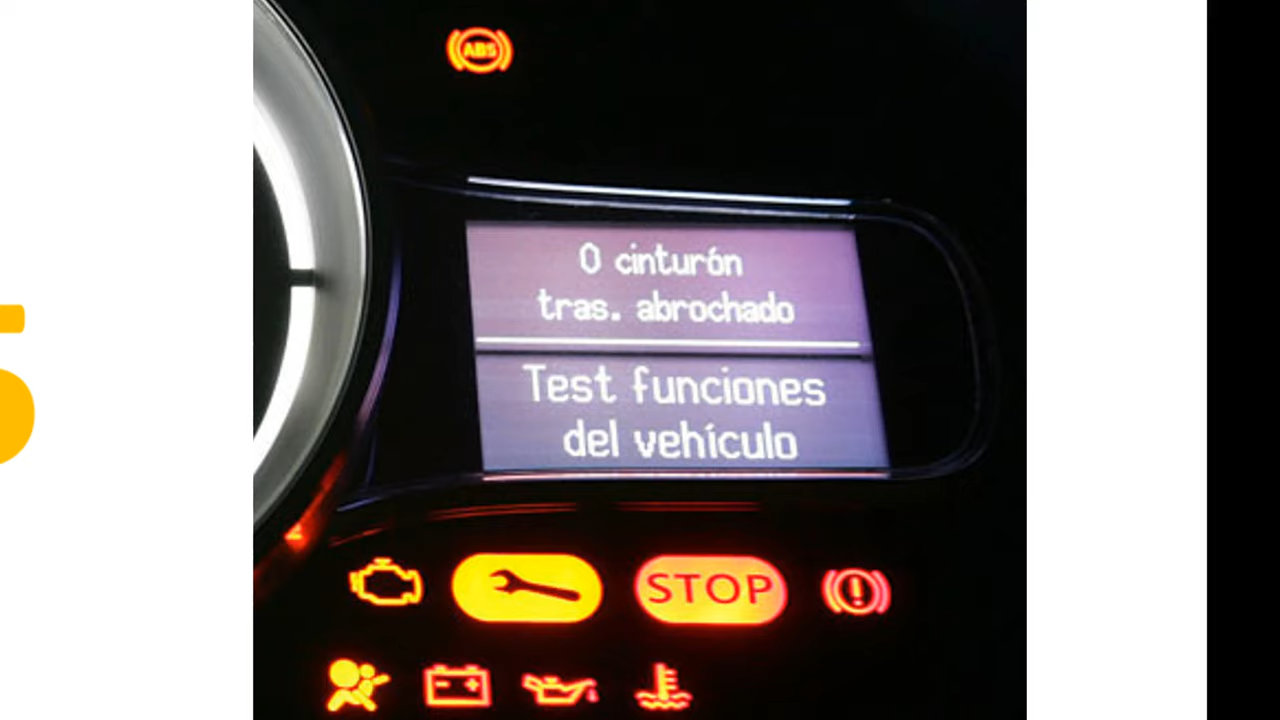 ABS
0 cinturón
tras. abrochado
Test funciones
del vehículo
STOP